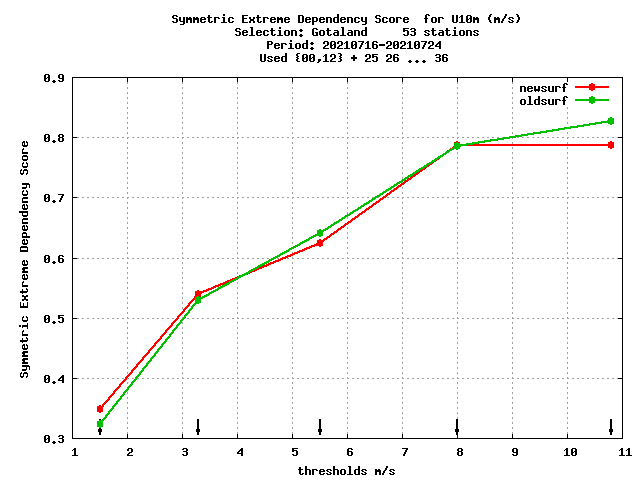 Symmetric Extreme Dependency Score  for U10m (m/s)
Selection: Gotaland     53 stations
Period: 20210716-20210724
Used {00,12} + 25 26 ... 36
newsurf
oldsurf
0.9
0.8
0.7
0.6
0.5
0.4
0.3
Symmetric Extreme Dependency Score
1 2 3 4 5 6 7 8 9 10 11
thresholds m/s